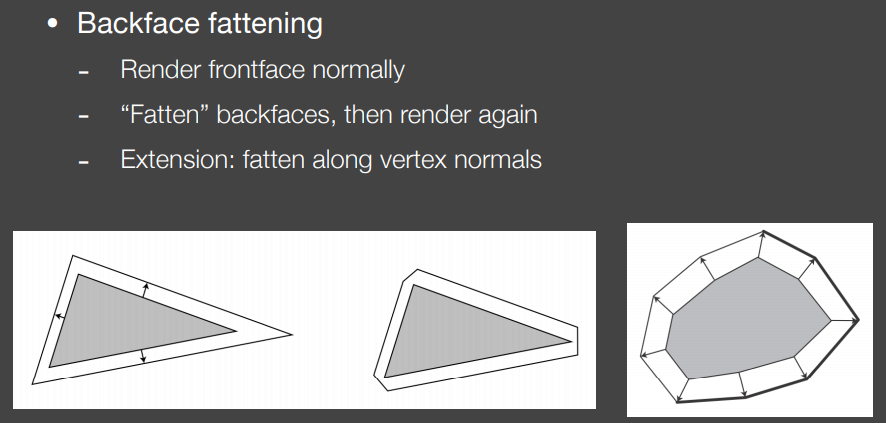 • Backface fattening
- Render frontface normally
- “Fatten” backfaces, then render again
- Extension: fatten along vertex normals